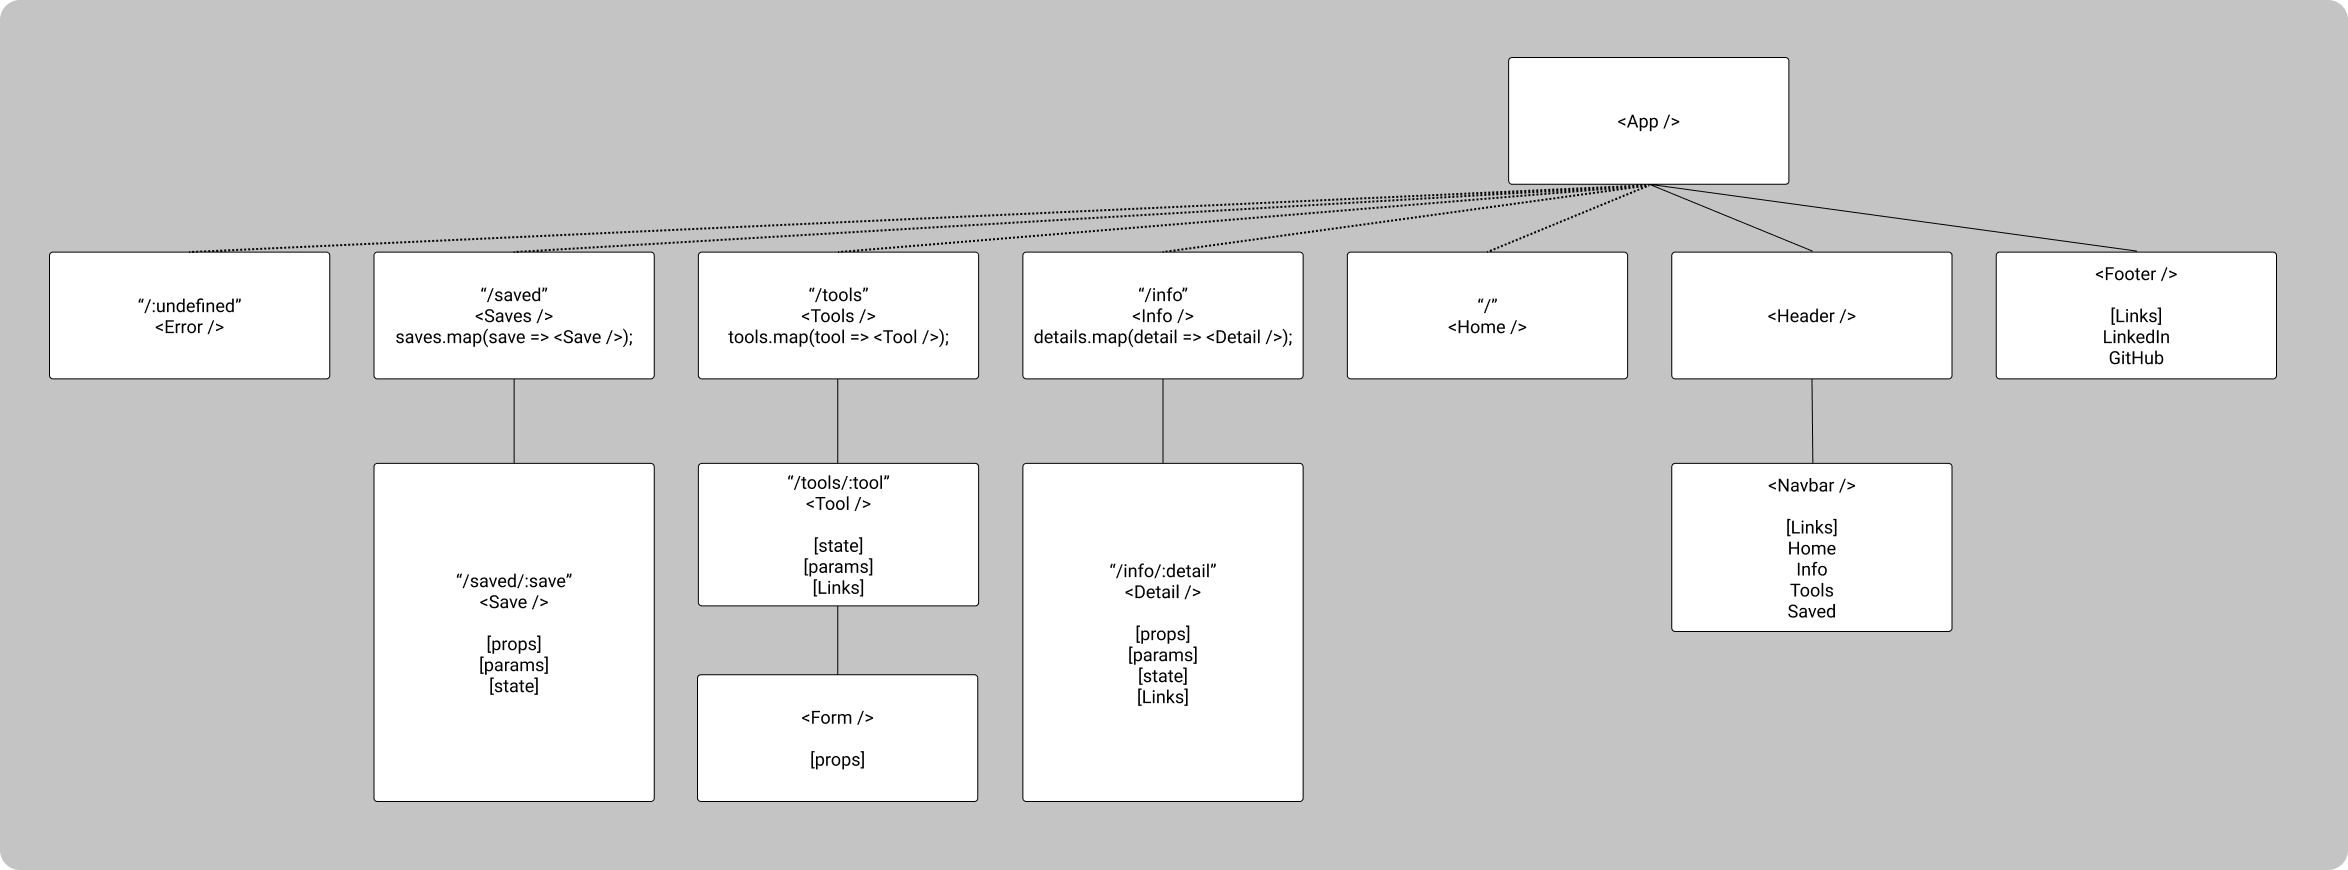 <App />
“/:undefined”
<Error />
“/saved”
<Saves />
saves.map(save => <Save />);
“/tools”
<Tools />
tools.map(tool => <Tool />);
“/info”
<Info />
details.map(detail => <Detail />);
“/”
<Home />
<Header />
<Footer />
[Links]
LinkedIn
GitHub
“/saved/:save”
<Save />
[props]
[params]
[state]
“/tools/:tool”
<Tool />
[state]
[params]
[Links]
<Form />
[props]
“/info/:detail”
<Detail />
[props]
[params]
[state]
[Links]
<Navbar />
[Links]
Home
Info
Tools
Saved